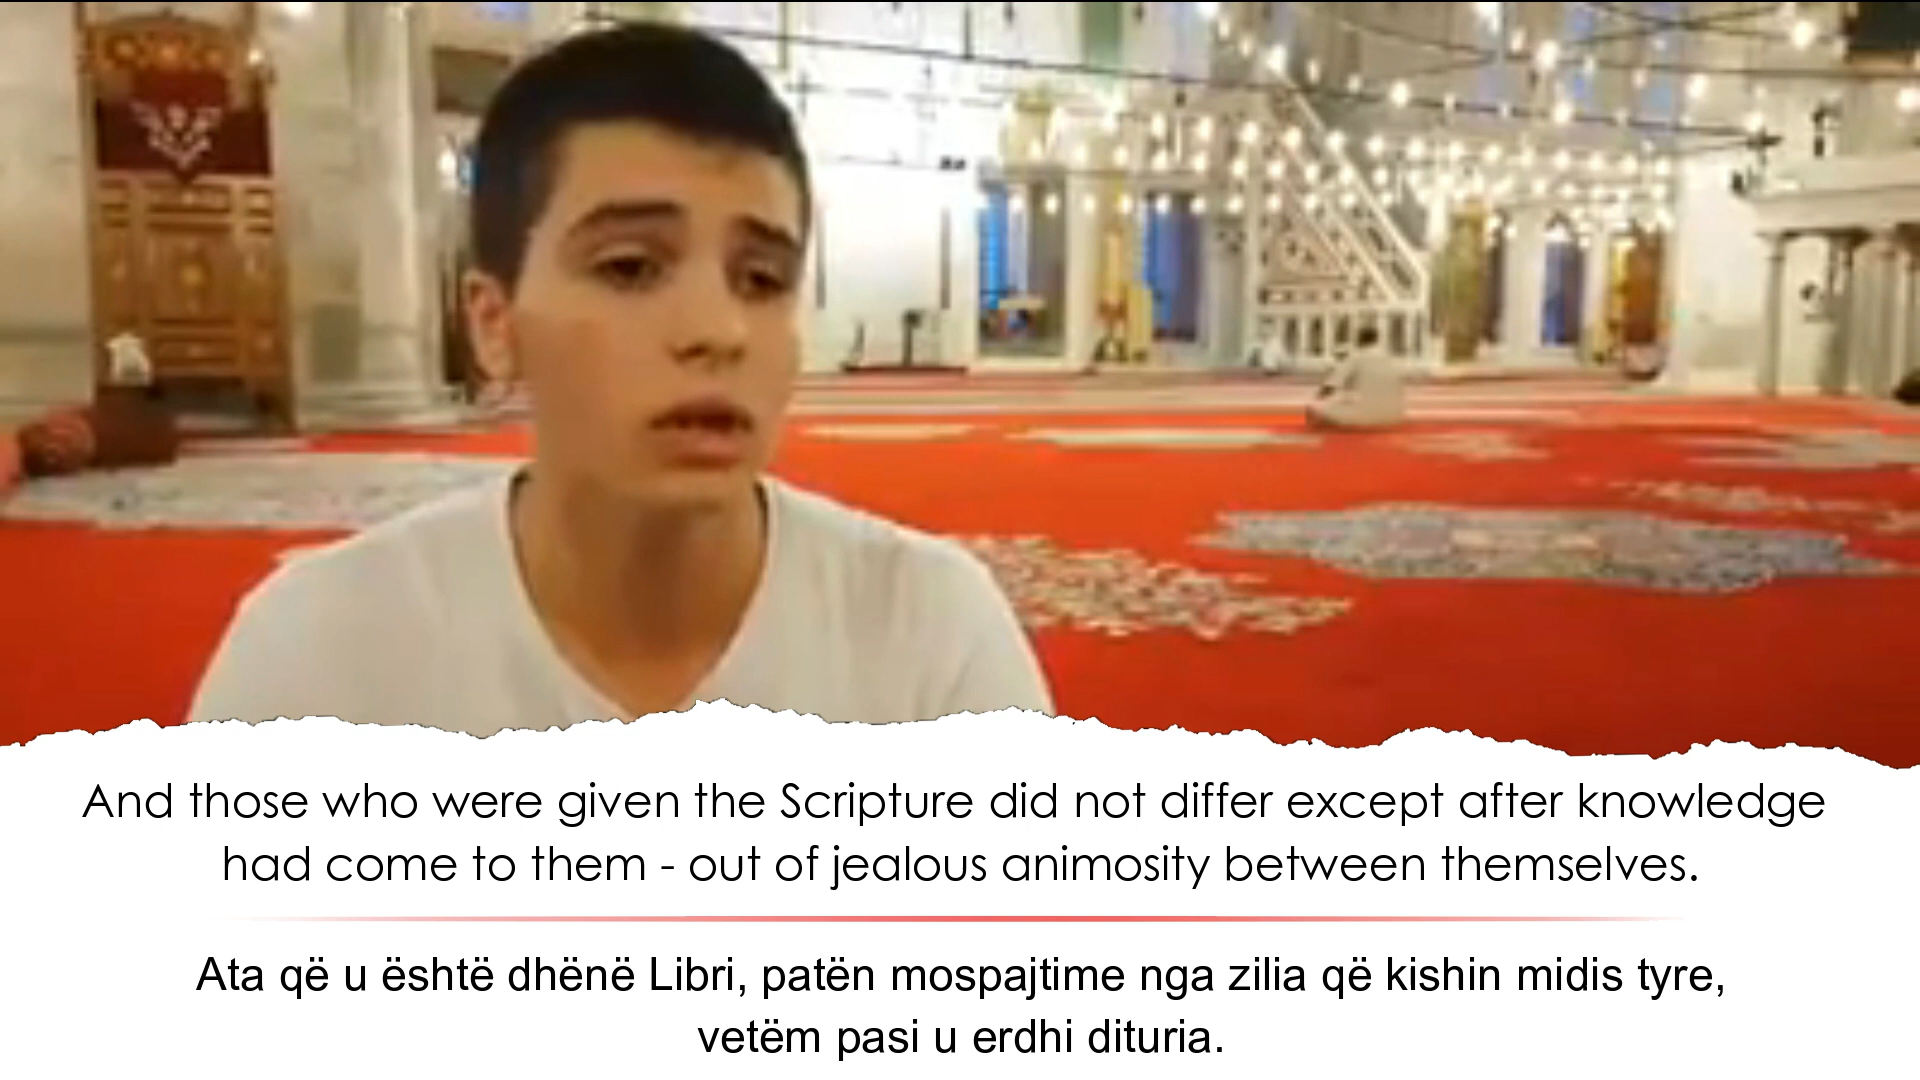 And those who were given the Scripture did not differ except after knowledge
had come to them - out of jealous animosity between themselves.
Ata që u është dhënë Libri, patën mospajtime nga zilia që kishin midis tyre,
vetëm pasi u erdhi dituria.